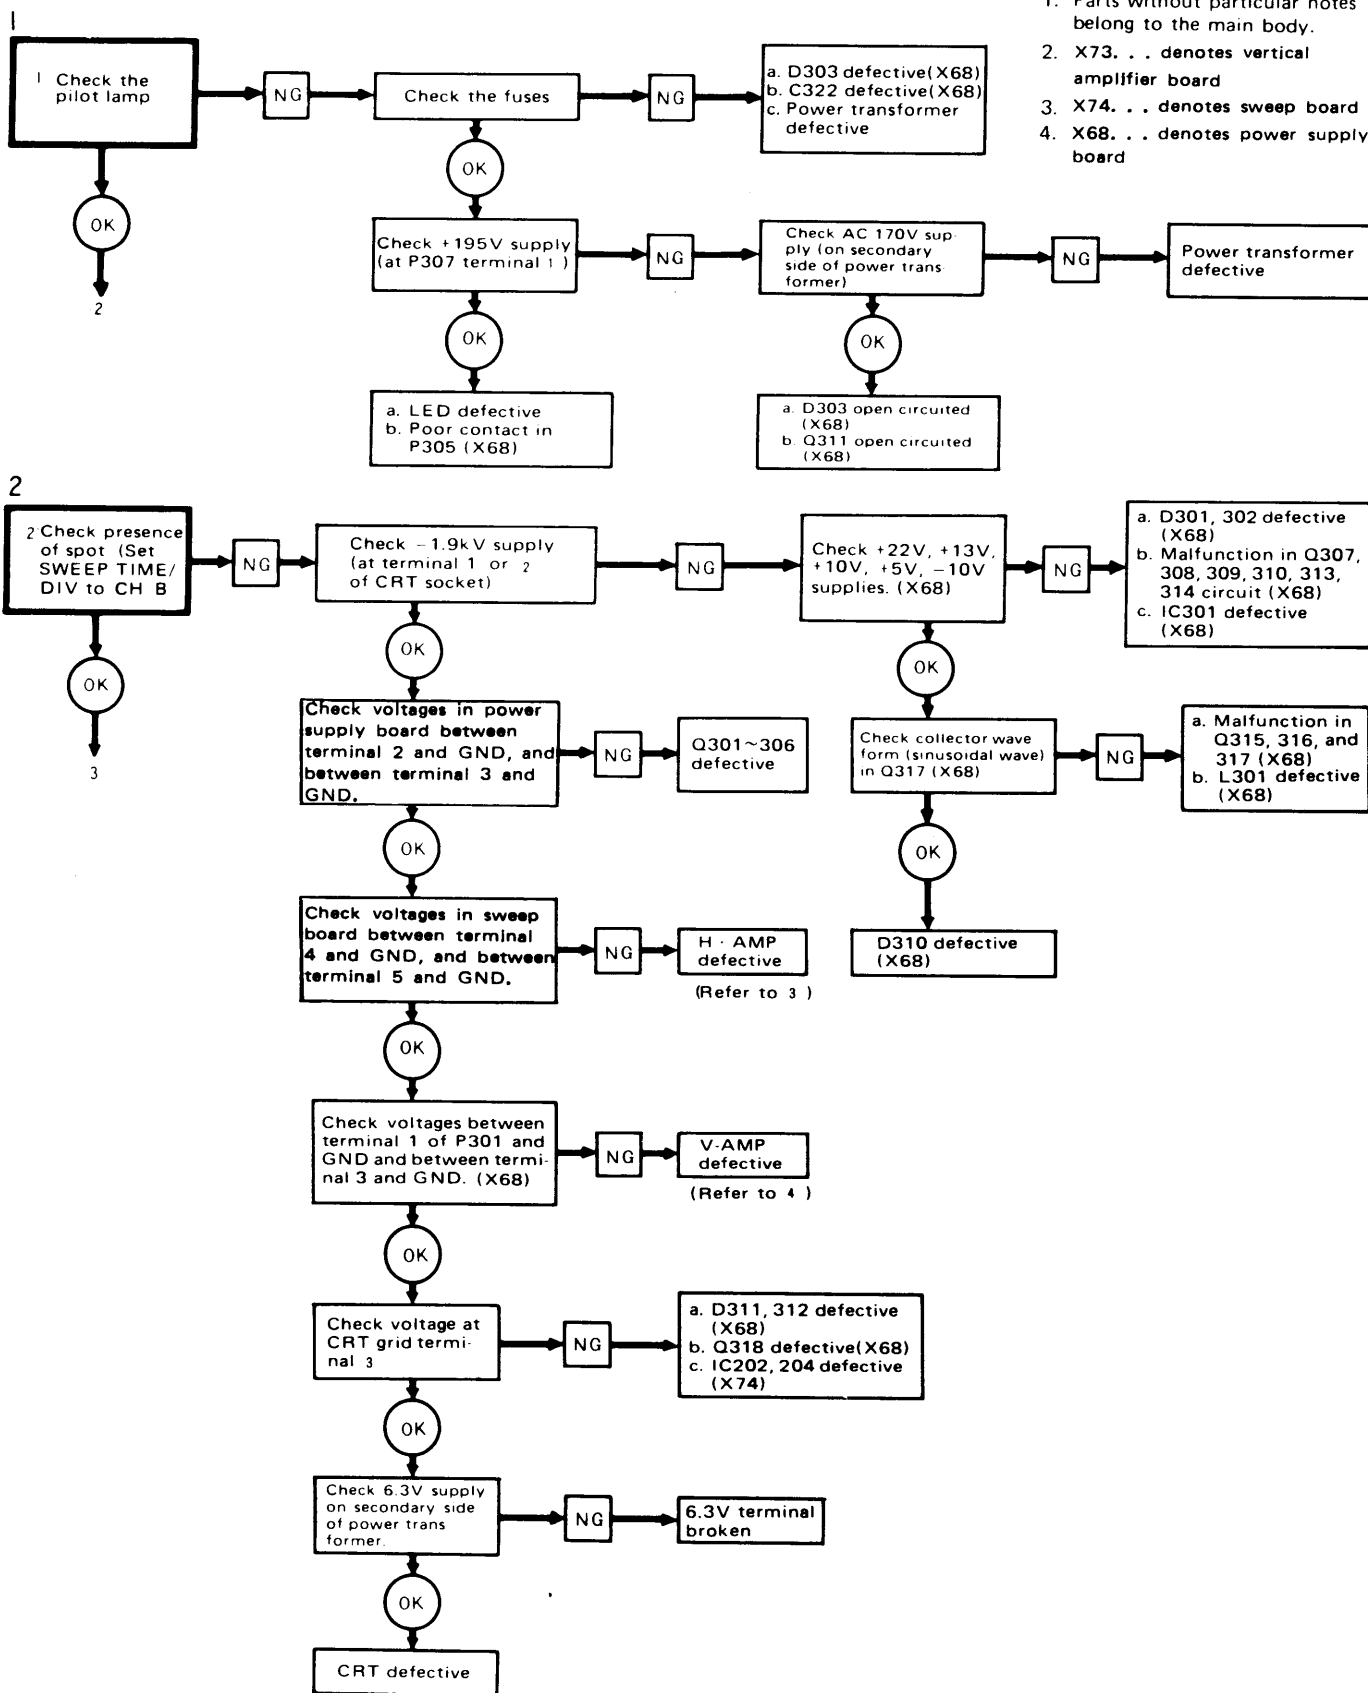 1. Parts without particular notes
belong to the main body.
2. X73. . . denotes vertical
amplifier board
3. X74. . . denotes sweep board
4. X68. . . denotes power supply
board
1
1 Check the
pilot lamp
NG
Check the fuses
NG
a. D303 defective(X68)
b. C322 defective(X68)
c. Power transformer
defective
OK
OK
2
Check +195V supply
(at P307 terminal 1 )
NG
Check AC 170V sup-
ply (on secondary
side of power trans
former)
NG
Power transformer
defective
OK
OK
a. LED defective
b. Poor contact in
P305 (X68)
a. D303 open circuited
(X68)
b. Q311 open circuited
(X68)
2
2 Check presence
of spot (Set
SWEEP TIME/
DIV to CH B
NG
Check -1.9kV supply
(at terminal 1 or 2
of CRT socket)
NG
Check +22V, +13V,
+10V, +5V, -10V
supplies. (X68)
NG
a. D301, 302 defective
(X68)
b. Malfunction in Q307,
308, 309, 310, 313,
314 circuit (X68)
c. IC301 defective
(X68)
OK
3
OK
OK
Check voltages in power
supply board between
terminal 2 and GND, and
between terminal 3 and
GND.
NG
Q301~306
defective
Check collector wave
form (sinusoidal wave)
in Q317 (X68)
NG
a. Malfunction in
Q315, 316, and
317 (X68)
b. L301 defective
(X68)
OK
OK
Check voltages in sweep
board between terminal
4 and GND, and between
terminal 5 and GND.
NG
H · AMP
defective
(Refer to 3 )
D310 defective
(X68)
OK
Check voltages between
terminal 1 of P301 and
GND and between termi-
nal 3 and GND. (X68)
NG
V-AMP
defective
(Refer to 4 )
OK
Check voltage at
CRT grid termi-
nal 3
NG
a. D311, 312 defective
(X68)
b. Q318 defective(X68)
c. IC202, 204 defective
(X74)
OK
Check 6.3V supply
on secondary side
of power trans
former.
NG
6.3V terminal
broken
OK
CRT defective